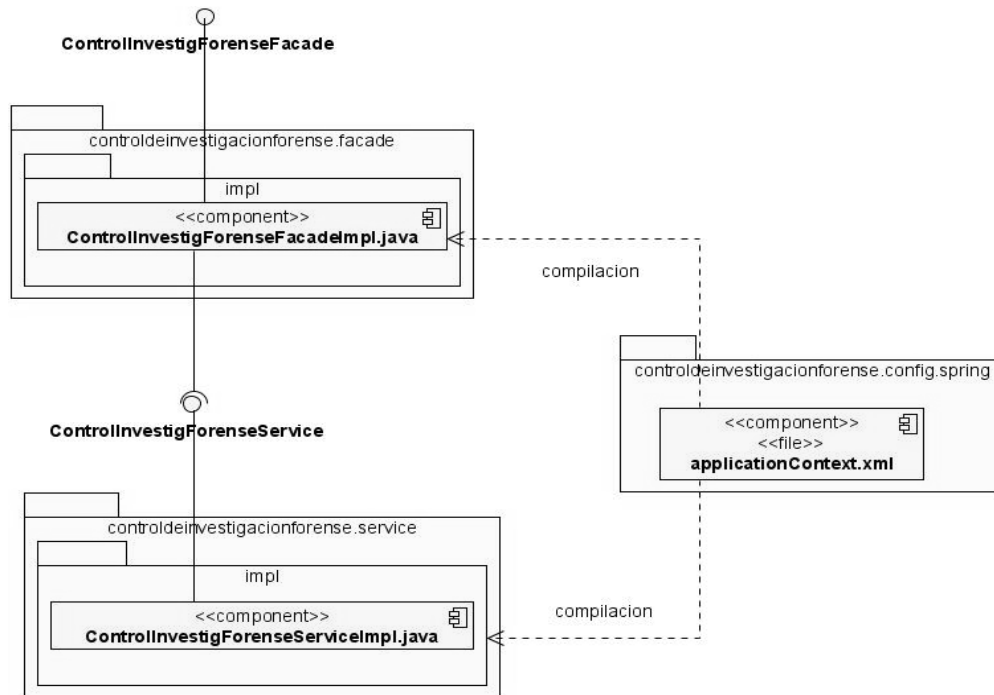 ControlInvestigForenseFacade
controldeinvestigacionforense.facade
impl
<<component>>
ControlInvestigForenseFacadeImpl.java
compilacion
controldeinvestigacionforense.config.spring
<<component>>
<<file>>
applicationContext.xml
ControlInvestigForenseService
controldeinvestigacionforense.service
impl
<<component>>
ControlInvestigForenseServiceImpl.java
compilacion